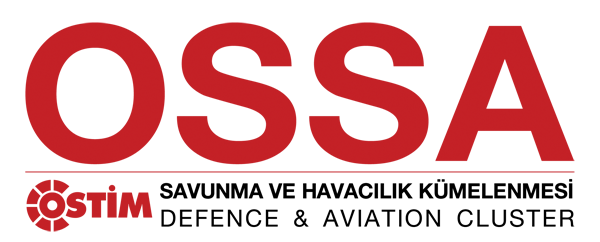 OSSA
OSTİM
SAVUNMA VE HAVACILIK KÜMELENMESİ
DEFENCE & AVIATION CLUSTER